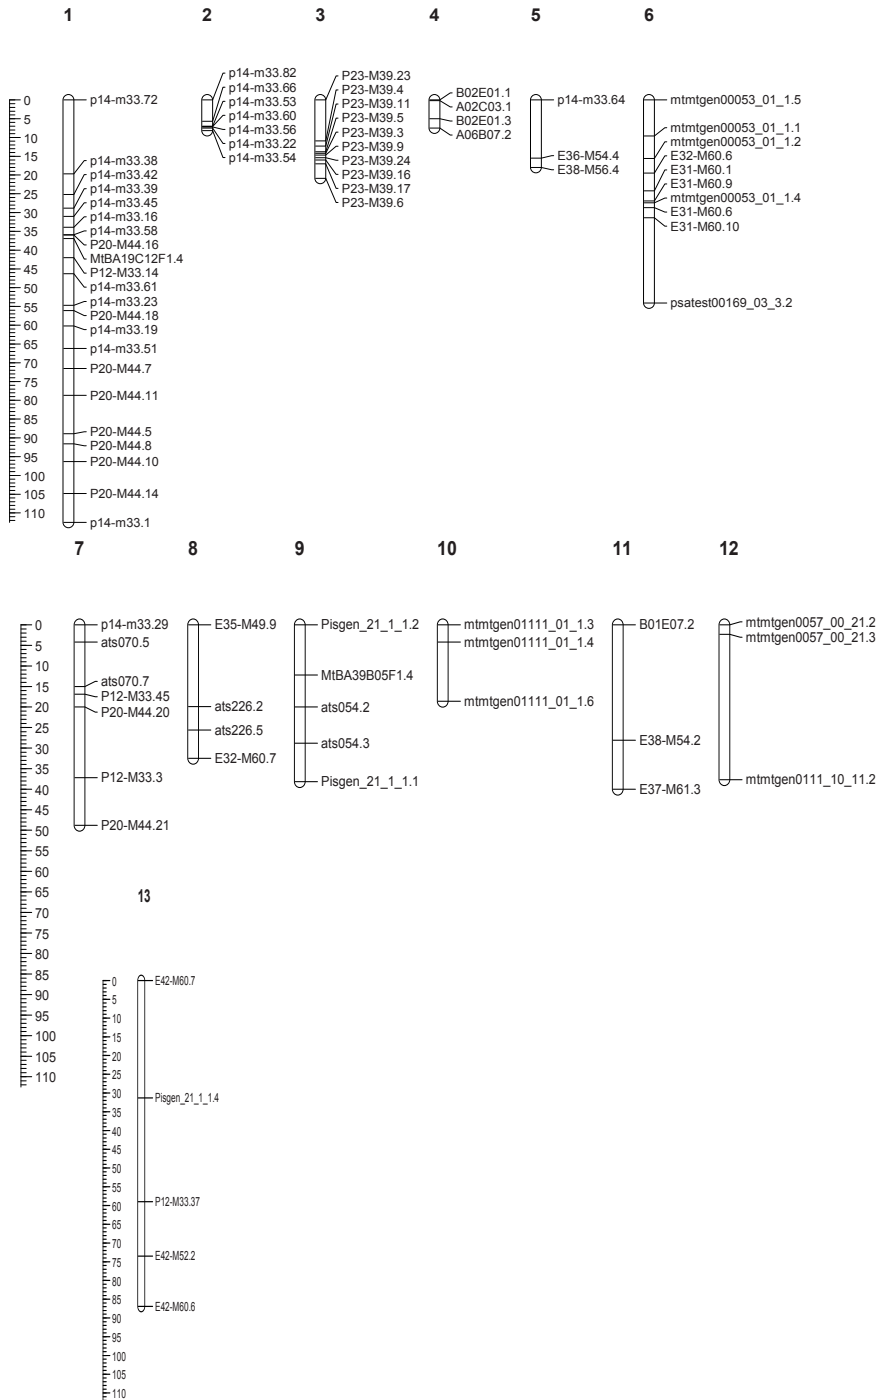 1 2 3 4 5 6
0
5
10
15
20
25
30
35
40
45
50
55
60
65
70
75
80
85
90
95
100
105
110
p14-m33.72
p14-m33.38
p14-m33.42
p14-m33.39
p14-m33.45
p14-m33.16
p14-m33.58
P20-M44.16
MtBA19C12F1.4
P12-M33.14
p14-m33.61
p14-m33.23
P20-M44.18
p14-m33.19
p14-m33.51
P20-M44.7
P20-M44.11
P20-M44.5
P20-M44.8
P20-M44.10
P20-M44.14
p14-m33.1
p14-m33.82
p14-m33.66
p14-m33.53
p14-m33.60
p14-m33.56
p14-m33.22
p14-m33.54
P23-M39.23
P23-M39.4
P23-M39.11
P23-M39.5
P23-M39.3
P23-M39.9
P23-M39.24
P23-M39.16
P23-M39.17
P23-M39.6
B02E01.1
A02C03.1
B02E01.3
A06B07.2
p14-m33.64
E36-M54.4
E38-M56.4
mtmtgen00053_01_1.5
mtmtgen00053_01_1.1
mtmtgen00053_01_1.2
E32-M60.6
E31-M60.1
E31-M60.9
mtmtgen00053_01_1.4
E31-M60.6
E31-M60.10
psatest00169_03_3.2
7 8 9 10 11 12
0
5
10
15
20
25
30
35
40
45
50
55
60
65
70
75
80
85
90
95
100
105
110
p14-m33.29
ats070.5
ats070.7
P12-M33.45
P20-M44.20
P12-M33.3
P20-M44.21
E35-M49.9
ats226.2
ats226.5
E32-M60.7
Pisgen_21_1_1.2
MtBA39B05F1.4
ats054.2
ats054.3
Pisgen_21_1_1.1
mtmtgen01111_01_1.3
mtmtgen01111_01_1.4
mtmtgen01111_01_1.6
B01E07.2
E38-M54.2
E37-M61.3
mtmtgen0057_00_21.2
mtmtgen0057_00_21.3
mtmtgen0111_10_11.2
13
0
5
10
15
20
25
30
35
40
45
50
55
60
65
70
75
80
85
90
95
100
105
110
E42-M60.7
Pisgen_21_1_1.4
P12-M33.37
E42-M52.2
E42-M60.6